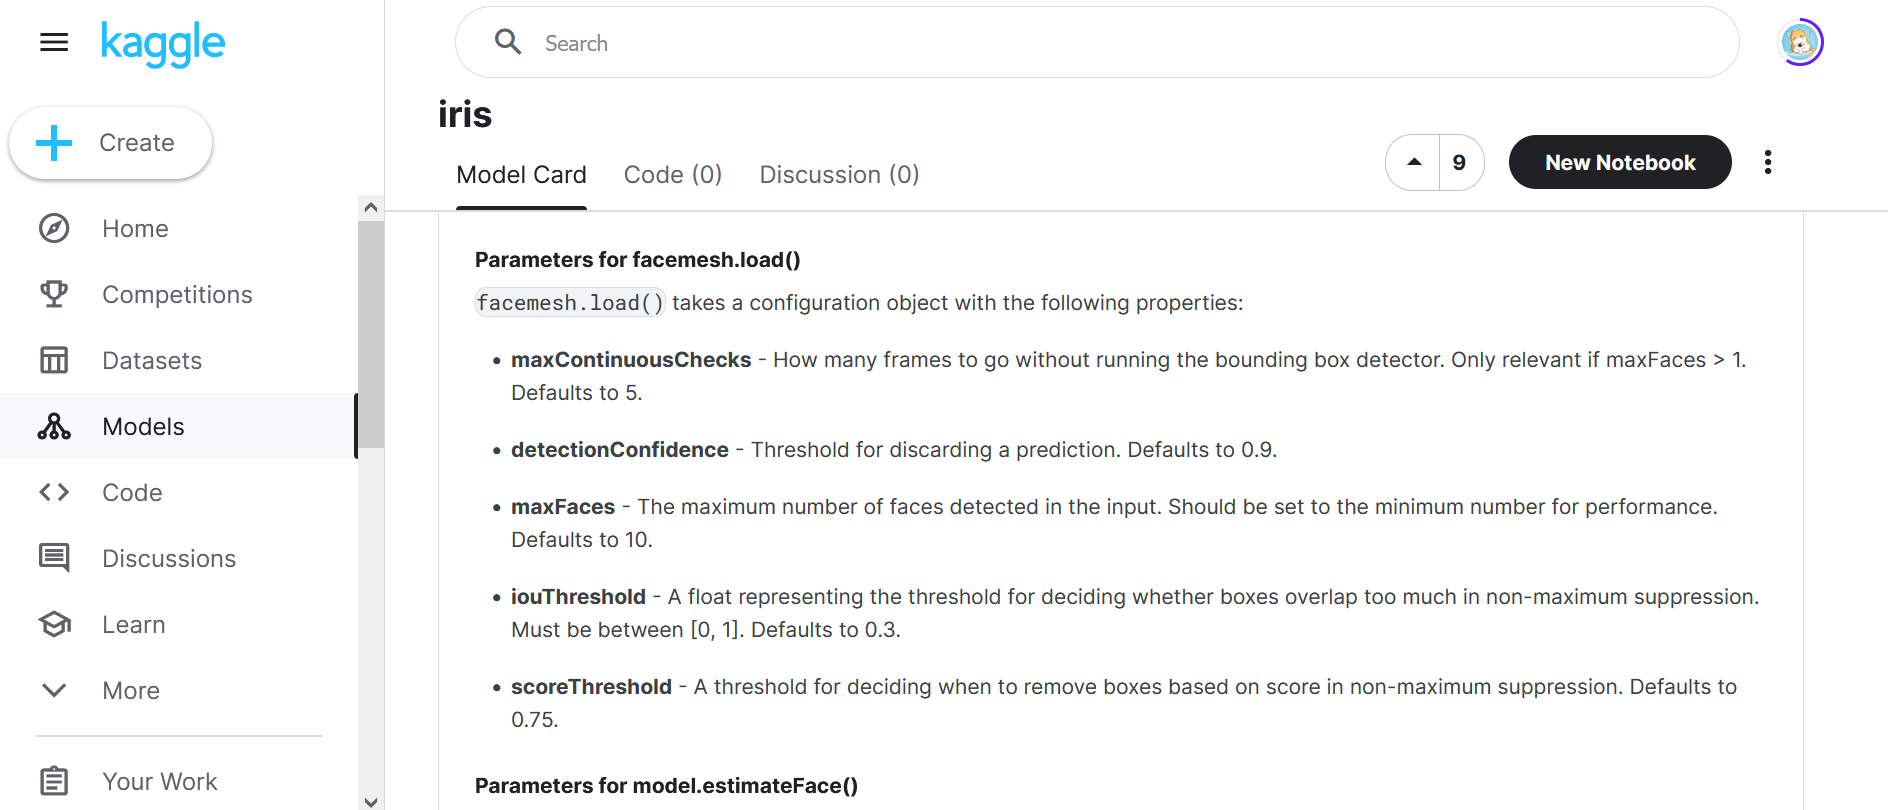 kaggle
Search
iris
Create
Model Card
Code (0)
Discussion (0)
9
New Notebook
Home
Competitions
Datasets
Models
Code
Discussions
Learn
More
Your Work
Parameters for facemesh.load()
facemesh.load() takes a configuration object with the following properties:
• maxContinuousChecks - How many frames to go without running the bounding box detector. Only relevant if maxFaces > 1.
Defaults to 5.
• detectionConfidence - Threshold for discarding a prediction. Defaults to 0.9.
• maxFaces - The maximum number of faces detected in the input. Should be set to the minimum number for performance.
Defaults to 10.
• iouThreshold - A float representing the threshold for deciding whether boxes overlap too much in non-maximum suppression.
Must be between [0, 1]. Defaults to 0.3.
• scoreThreshold - A threshold for deciding when to remove boxes based on score in non-maximum suppression. Defaults to
0.75.
Parameters for model.estimateFace()